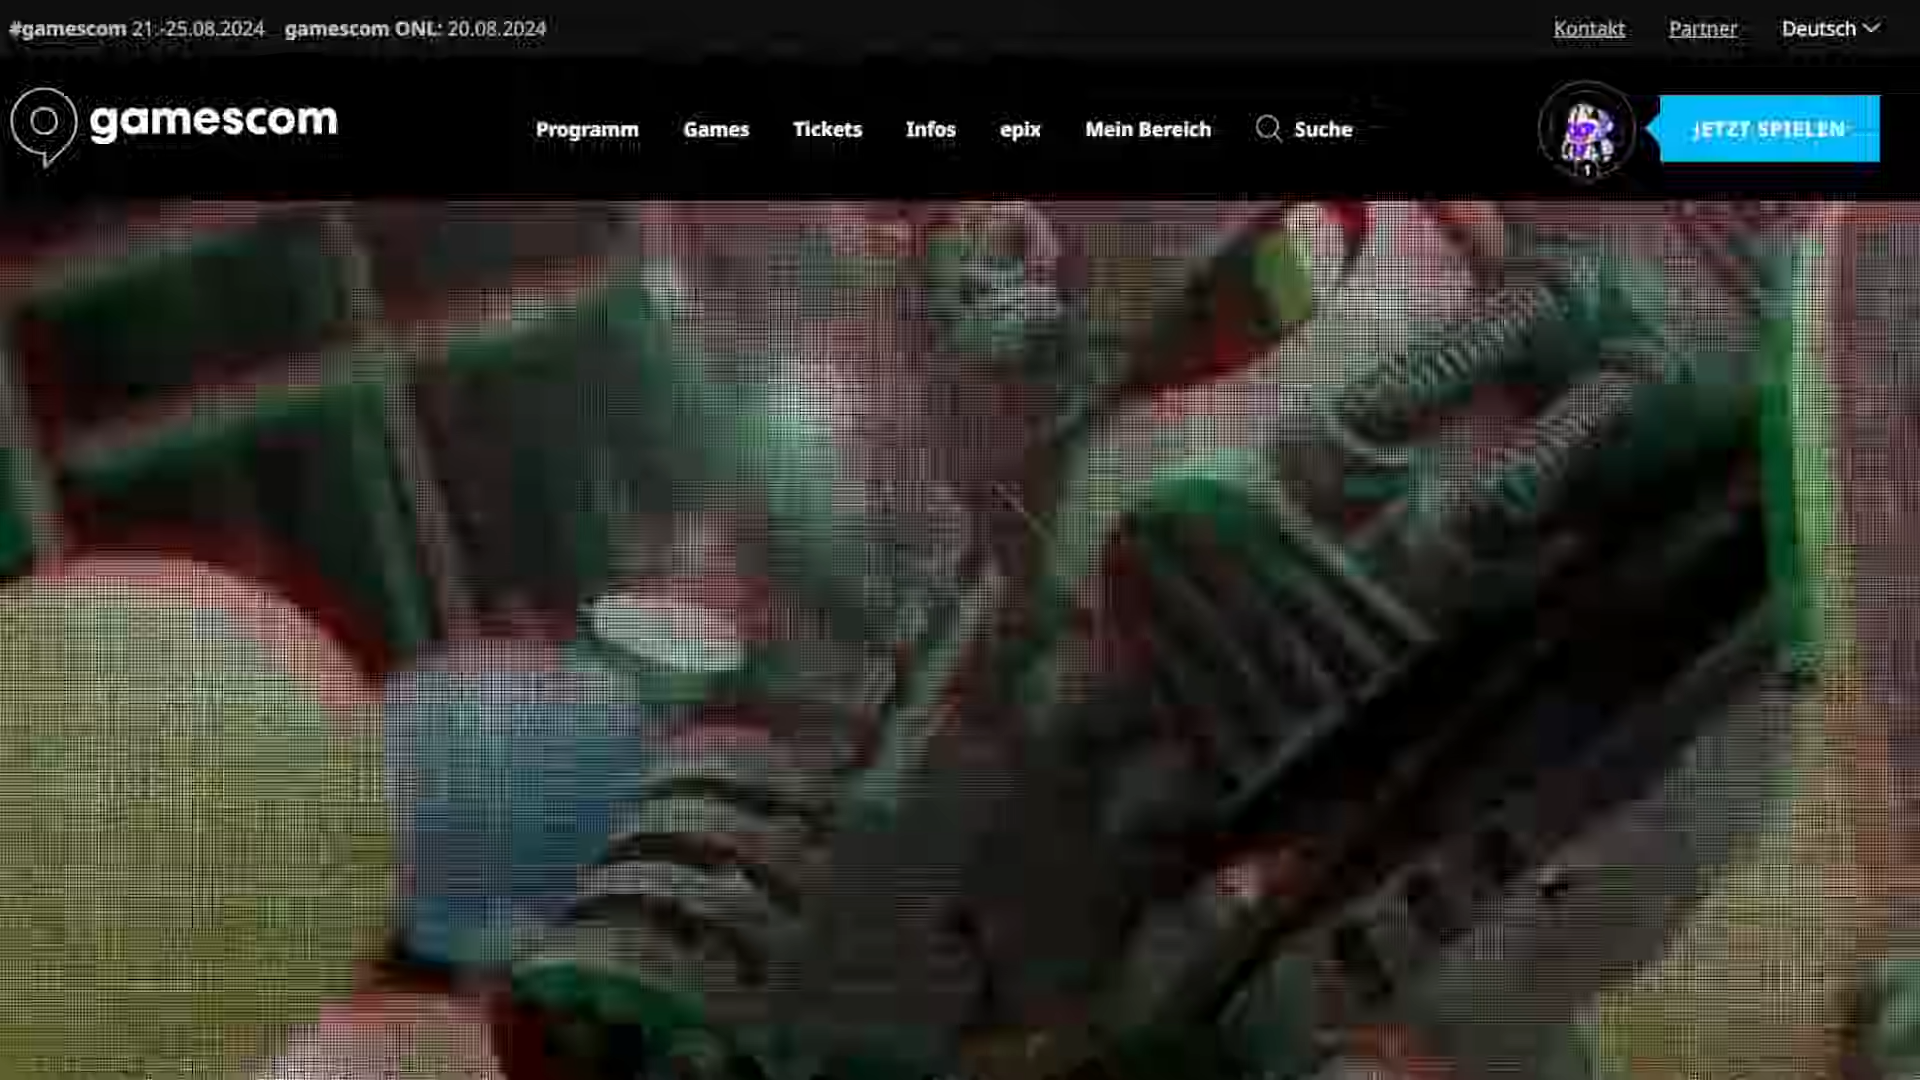 #gamescom 21.-25.08.2024 gamescom ONL: 20.08.2024 Kontakt Partner Deutsch
gamescom Programm Games Tickets Infos epix Mein Bereich Suche 1 JETZT SPIELEN